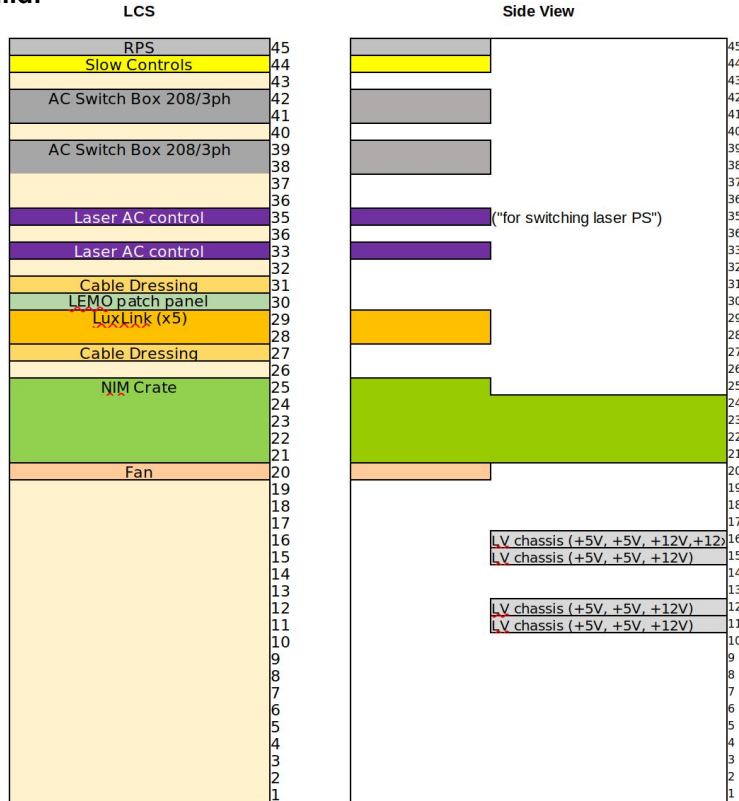 LCS Side View
RPS 45 45
Slow Controls 44 44
43 43
AC Switch Box 208/3ph 42 42
41 41
40 40
AC Switch Box 208/3ph 39 39
38 38
37 37
36 36
Laser AC control 35 ("for switching laser PS") 35
36 36
Laser AC control 33 33
32 32
Cable Dressing 31 31
LEMO patch panel 30 30
LuxLink (x5) 29 29
28 28
Cable Dressing 27 27
26 26
NIM Crate 25 25
24 24
23 23
22 22
21 21
Fan 20 20
19 19
18 18
17 17
16 LV chassis (+5V, +5V, +12V,+12 16
15 LV chassis (+5V, +5V, +12V) 15
14 14
13 13
12 LV chassis (+5V, +5V, +12V) 12
11 LV chassis (+5V, +5V, +12V) 11
10 10
9 9
8 8
7 7
6 6
5 5
4 4
3 3
2 2
1 1